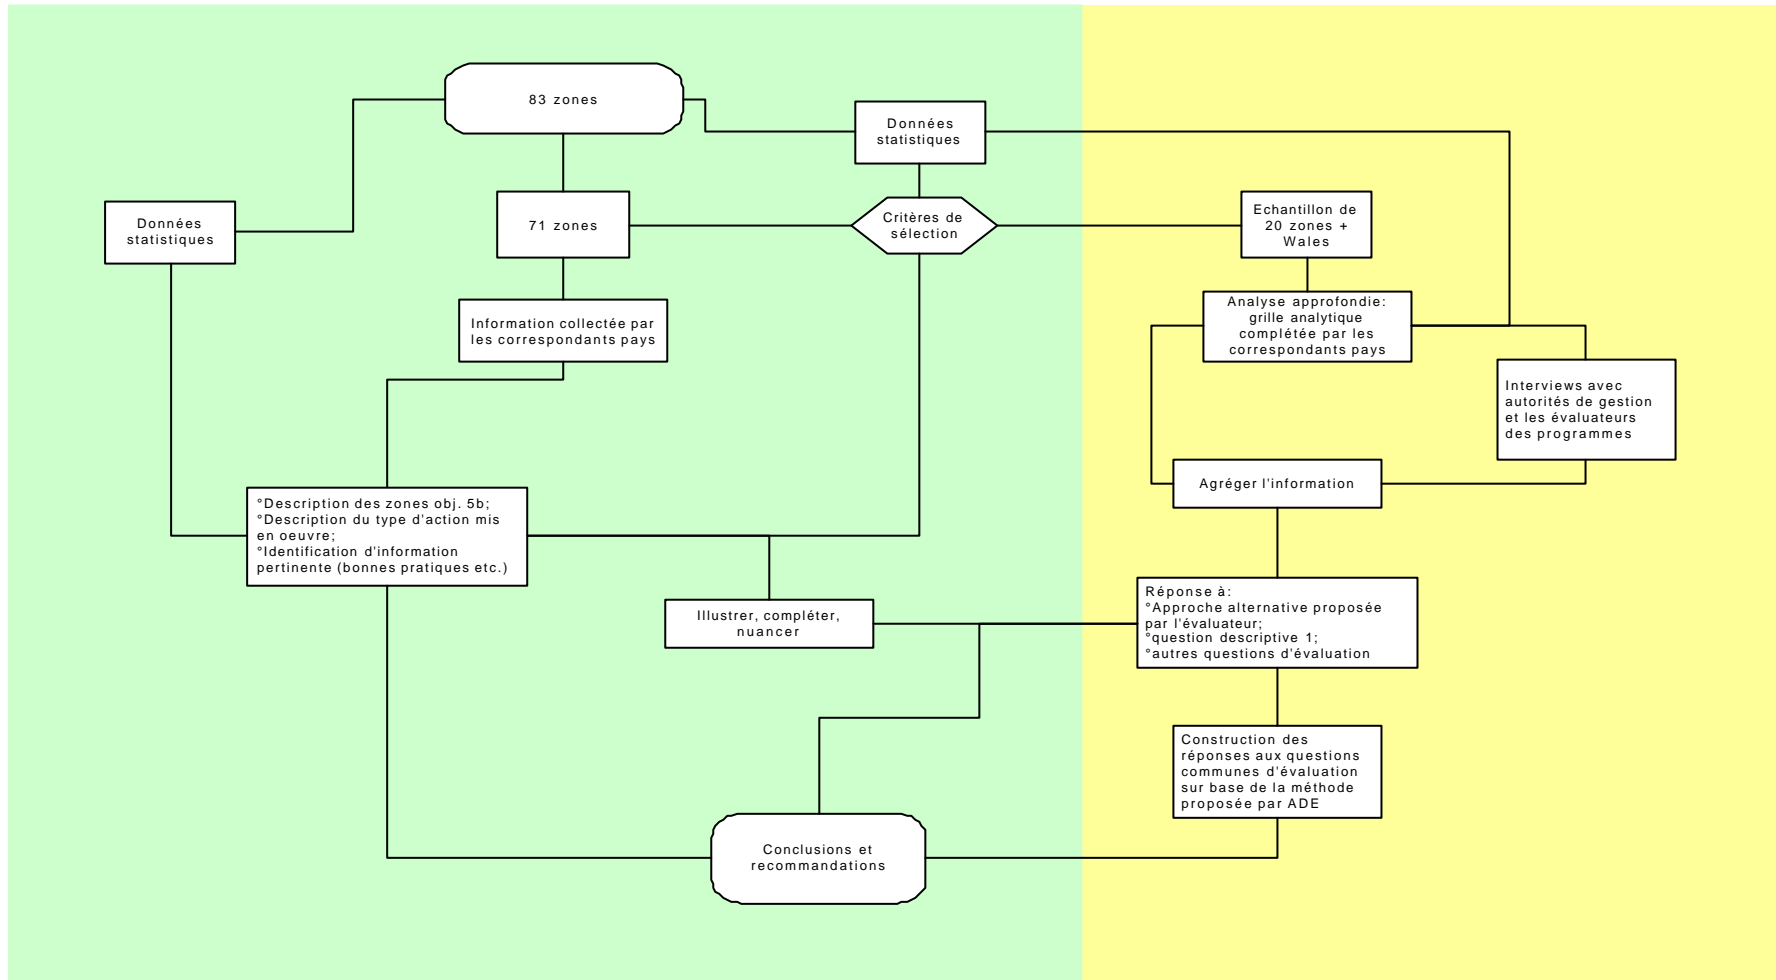 83 zones
Données
statistiques
Données
statistiques
71 zones
Critères de
sélection
Echantillon de
20 zones +
Wales
Information collectée par
les correspondants pays
Analyse approfondie:
grille analytique
complétée par les
correspondants pays
Interviews avec
autorités de gestion
et les évaluateurs
des programmes
Agréger l'information
°Description des zones obj. 5b;
°Description du type d'action mis
en oeuvre;
°Identification d'information
pertinente (bonnes pratiques etc.)
Illustrer, compléter,
nuancer
Réponse à:
°Approche alternative proposée
par l'évaluateur;
°question descriptive 1;
°autres questions d'évaluation
Construction des
réponses aux questions
communes d'évaluation
sur base de la méthode
proposée par ADE
Conclusions et
recommandations